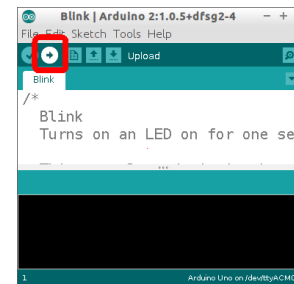 Blink | Arduino 2:1.0.5+dfsg2-4
File Edit Sketch Tools Help
Upload
Blink
/*
Blink
Turns on an LED on for one se
1
Arduino Uno on /dev/ttyACM0